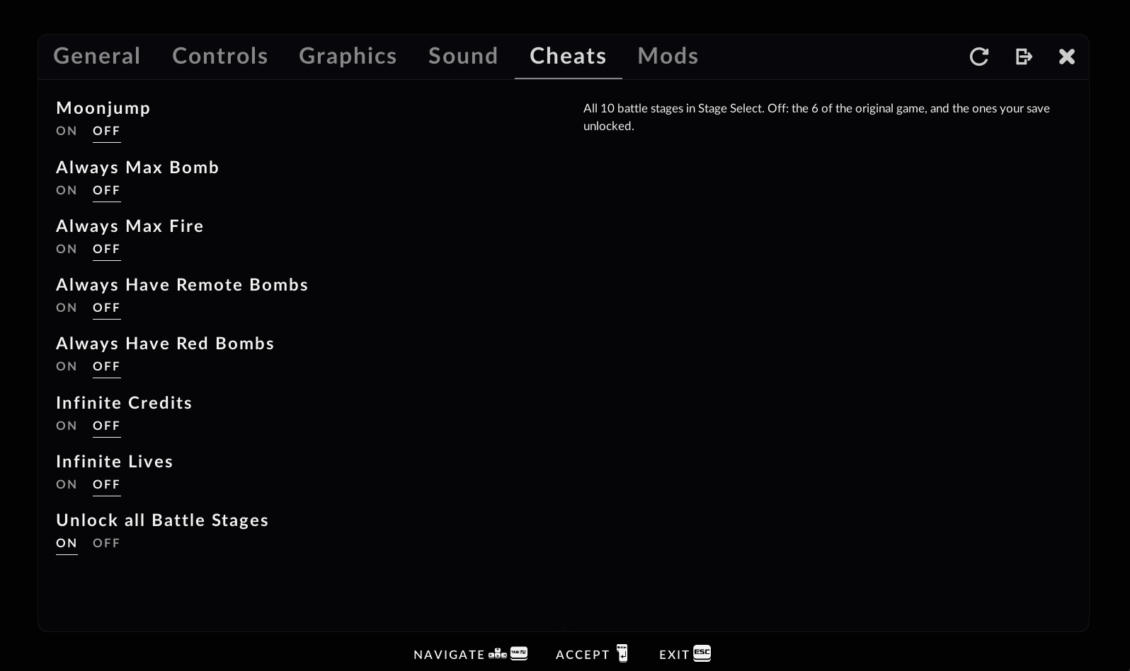 General Controls Graphics Sound Cheats Mods
Moonjump
ON OFF
Always Max Bomb
ON OFF
Always Max Fire
ON OFF
Always Have Remote Bombs
ON OFF
Always Have Red Bombs
ON OFF
Infinite Credits
ON OFF
Infinite Lives
ON OFF
Unlock all Battle Stages
ON OFF
All 10 battle stages in Stage Select. Off: the 6 of the original game, and the ones your save
unlocked.
NAVIGATE ACCEPT EXIT ESC